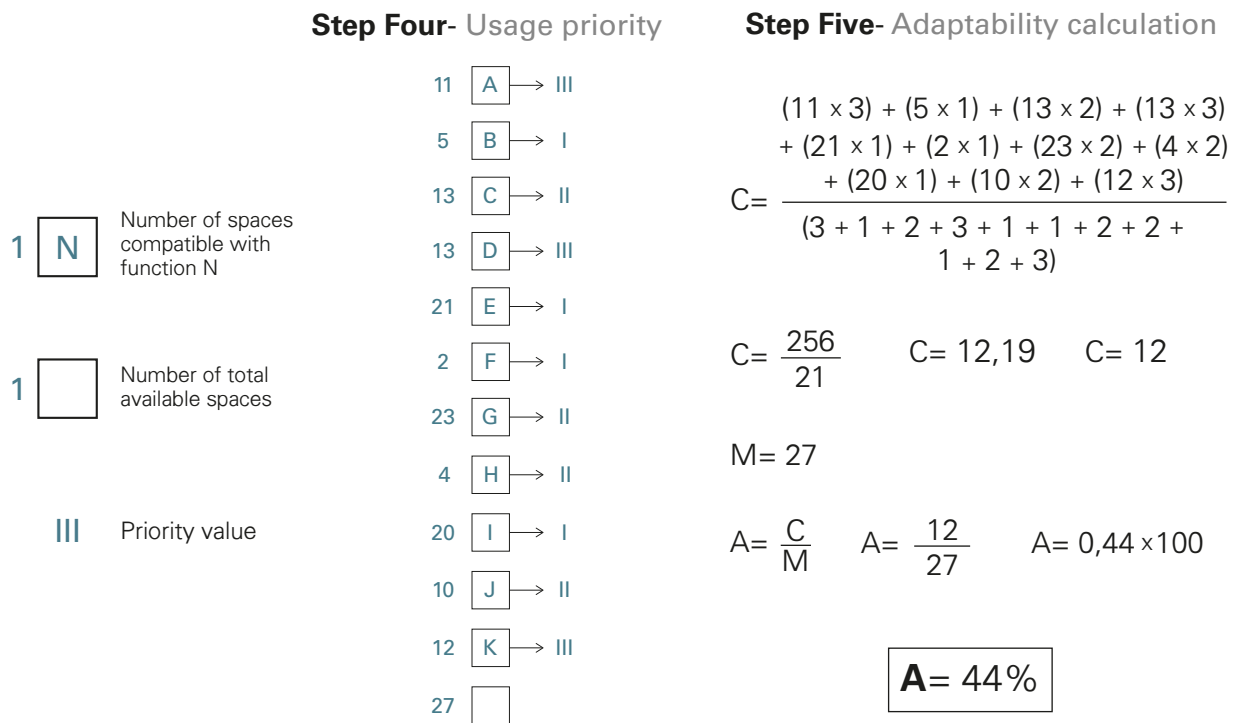 Step Four- Usage priority
1 N
Number of spaces
compatible with
function N
1
Number of total
available spaces
III Priority value
11 A → III
5 B → I
13 C → II
13 D → III
21 E → I
2 F → I
23 G → II
4 H → II
20 I → I
10 J → II
12 K → III
27
Step Five- Adaptability calculation
(11 × 3) + (5 × 1) + (13 × 2) + (13 × 3)
+ (21 × 1) + (2 × 1) + (23 × 2) + (4 × 2)
+ (20 × 1) + (10 × 2) + (12 × 3)
C=
(3 + 1 + 2 + 3 + 1 + 1 + 2 + 2 +
1 + 2 + 3)
C= 256/21 C= 12,19 C= 12
M= 27
A= C/M A= 12/27 A= 0,44 ×100
A= 44%